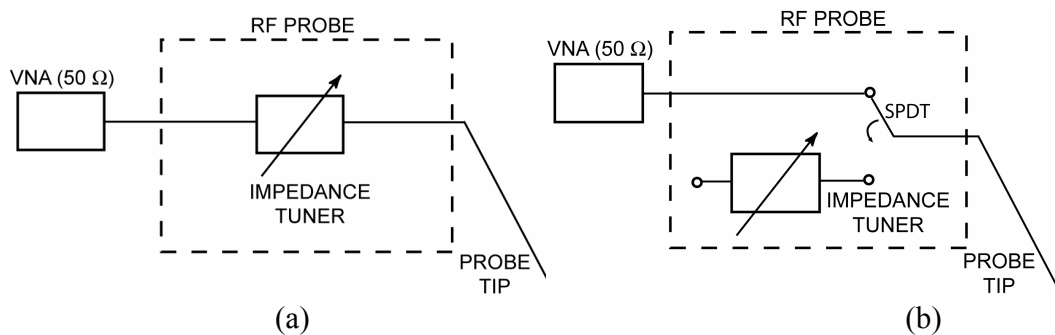 RF PROBE
VNA (50 Ω)
IMPEDANCE
TUNER
PROBE
TIP
(a)
RF PROBE
VNA (50 Ω)
SPDT
IMPEDANCE
TUNER
PROBE
TIP
(b)